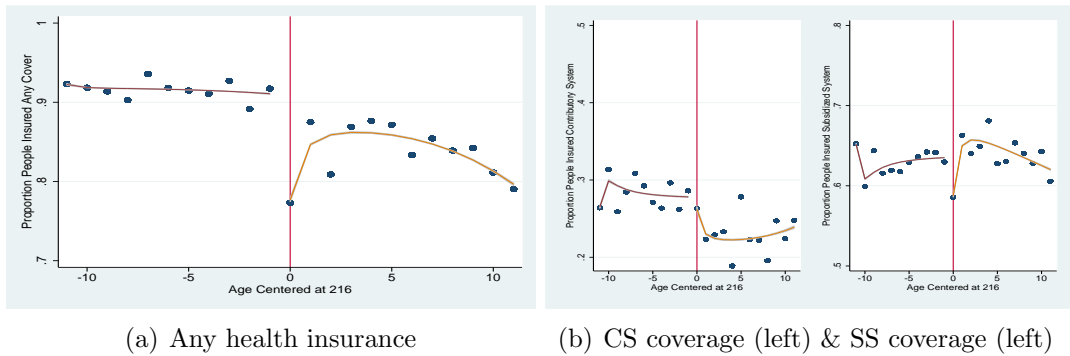 Proportion People Insured Any Cover
1
.9
.8
.7
-10 -5 0 5 10
Age Centered at 216
(a) Any health insurance
Proportion People Insured Contributory System
.5
.4
.3
.2
-10 -5 0 5 10
Age Centered at 216
Proportion People Insured Subsidized System
.8
.7
.6
.5
-10 -5 0 5 10
Age Centered at 216
(b) CS coverage (left) & SS coverage (left)